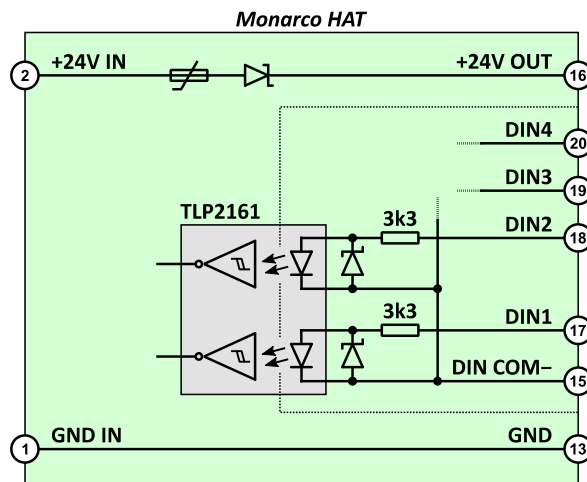 Monarco HAT
2 +24V IN +24V OUT 16
DIN4 20
DIN3 19
TLP2161
3k3 DIN2 18
3k3 DIN1 17
DIN COM− 15
1 GND IN GND 13